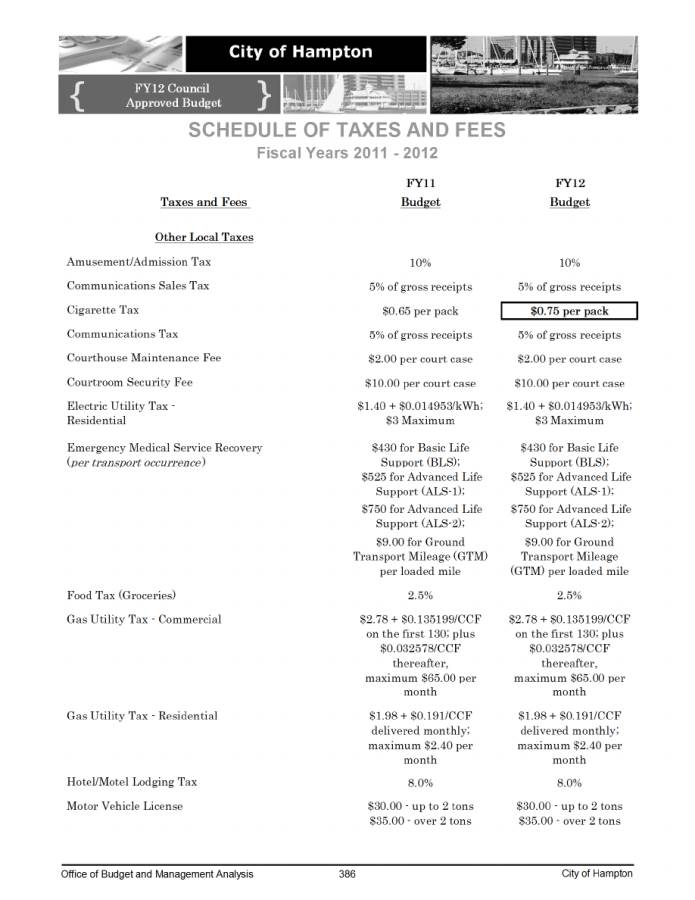 City of Hampton
{ FY12 Council }
Approved Budget
SCHEDULE OF TAXES AND FEES
Fiscal Years 2011 - 2012
FY11 FY12
Taxes and Fees Budget Budget
Other Local Taxes
Amusement/Admission Tax 10% 10%
Communications Sales Tax 5% of gross receipts 5% of gross receipts
Cigarette Tax $0.65 per pack $0.75 per pack
Communications Tax 5% of gross receipts 5% of gross receipts
Courthouse Maintenance Fee $2.00 per court case $2.00 per court case
Courtroom Security Fee $10.00 per court case $10.00 per court case
Electric Utility Tax - $1.40 + $0.014953/kWh; $1.40 + $0.014953/kWh;
Residential $3 Maximum $3 Maximum
Emergency Medical Service Recovery $430 for Basic Life $430 for Basic Life
(per transport occurrence) Support (BLS); Support (BLS);
$525 for Advanced Life $525 for Advanced Life
Support (ALS-1); Support (ALS-1);
$750 for Advanced Life $750 for Advanced Life
Support (ALS-2); Support (ALS-2);
$9.00 for Ground $9.00 for Ground
Transport Mileage (GTM) Transport Mileage
per loaded mile (GTM) per loaded mile
Food Tax (Groceries) 2.5% 2.5%
Gas Utility Tax - Commercial $2.78 + $0.135199/CCF $2.78 + $0.135199/CCF
on the first 130; plus on the first 130; plus
$0.032578/CCF $0.032578/CCF
thereafter, thereafter,
maximum $65.00 per maximum $65.00 per
month month
Gas Utility Tax - Residential $1.98 + $0.191/CCF $1.98 + $0.191/CCF
delivered monthly; delivered monthly;
maximum $2.40 per maximum $2.40 per
month month
Hotel/Motel Lodging Tax 8.0% 8.0%
Motor Vehicle License $30.00 - up to 2 tons $30.00 - up to 2 tons
$35.00 - over 2 tons $35.00 - over 2 tons
Office of Budget and Management Analysis 386 City of Hampton